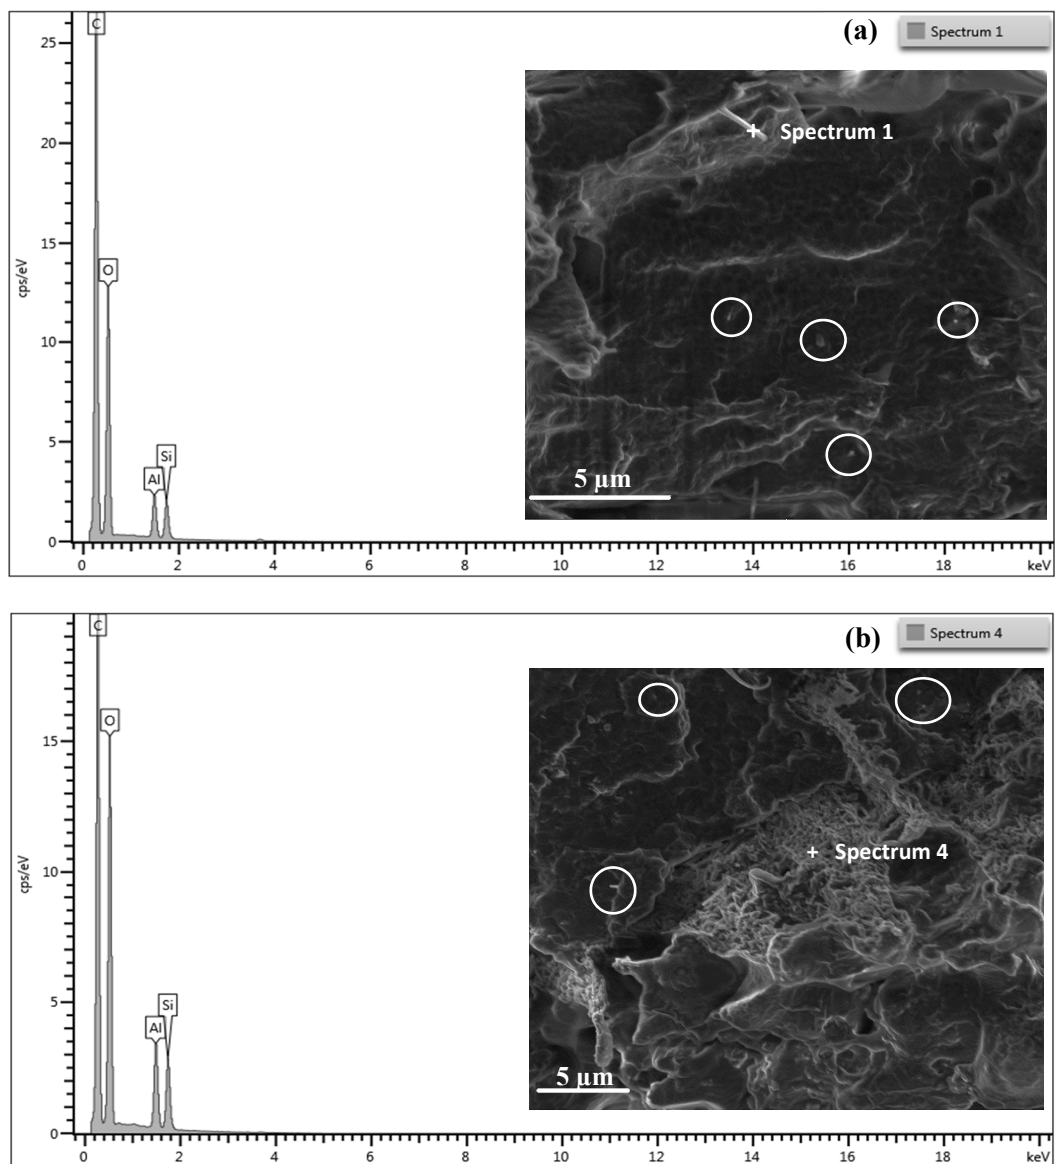 (a) Spectrum 1
C
25
20
O
15
cps/eV
10
5
Si
Al
0
0 2 4 6 8 10 12 14 16 18 keV
+ Spectrum 1
5 µm
(b) Spectrum 4
C
O
15
10
cps/eV
5
Si
Al
0
0 2 4 6 8 10 12 14 16 18 keV
+ Spectrum 4
5 µm